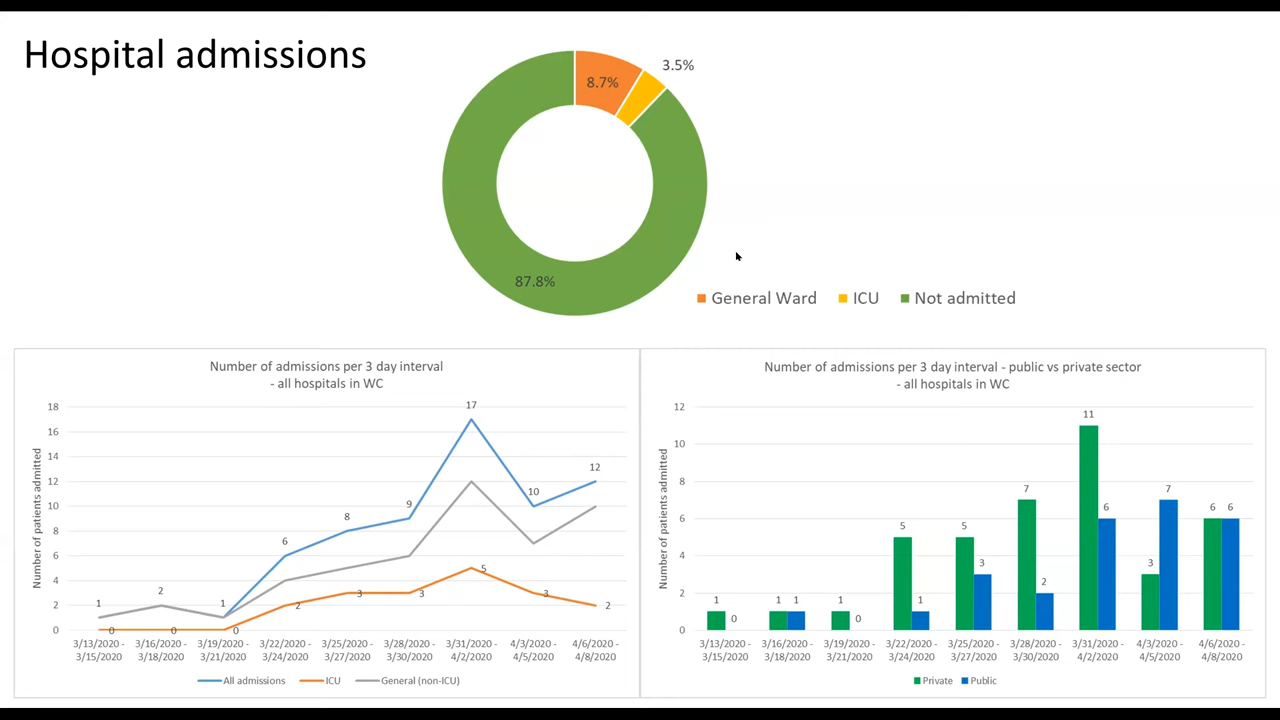 Hospital admissions
3.5%
8.7%
87.8%
General Ward ICU Not admitted
Number of admissions per 3 day interval
- all hospitals in WC
Number of patients admitted
18
16
14
12
10
8
6
4
2
0
1 2 1 6 8 9 17 10 12
0 0 0 2 3 3 5 3 2
3/13/2020 - 3/16/2020 - 3/19/2020 - 3/22/2020 - 3/25/2020 - 3/28/2020 - 3/31/2020 - 4/3/2020 - 4/6/2020 -
3/15/2020 3/18/2020 3/21/2020 3/24/2020 3/27/2020 3/30/2020 4/2/2020 4/5/2020 4/8/2020
All admissions ICU General (non-ICU)
Number of admissions per 3 day interval - public vs private sector
- all hospitals in WC
Number of patients admitted
12
10
8
6
4
2
0
1 0 1 1 1 0 5 1 5 3 7 2 11 6 3 7 6 6
3/13/2020 - 3/16/2020 - 3/19/2020 - 3/22/2020 - 3/25/2020 - 3/28/2020 - 3/31/2020 - 4/3/2020 - 4/6/2020 -
3/15/2020 3/18/2020 3/21/2020 3/24/2020 3/27/2020 3/30/2020 4/2/2020 4/5/2020 4/8/2020
Private Public